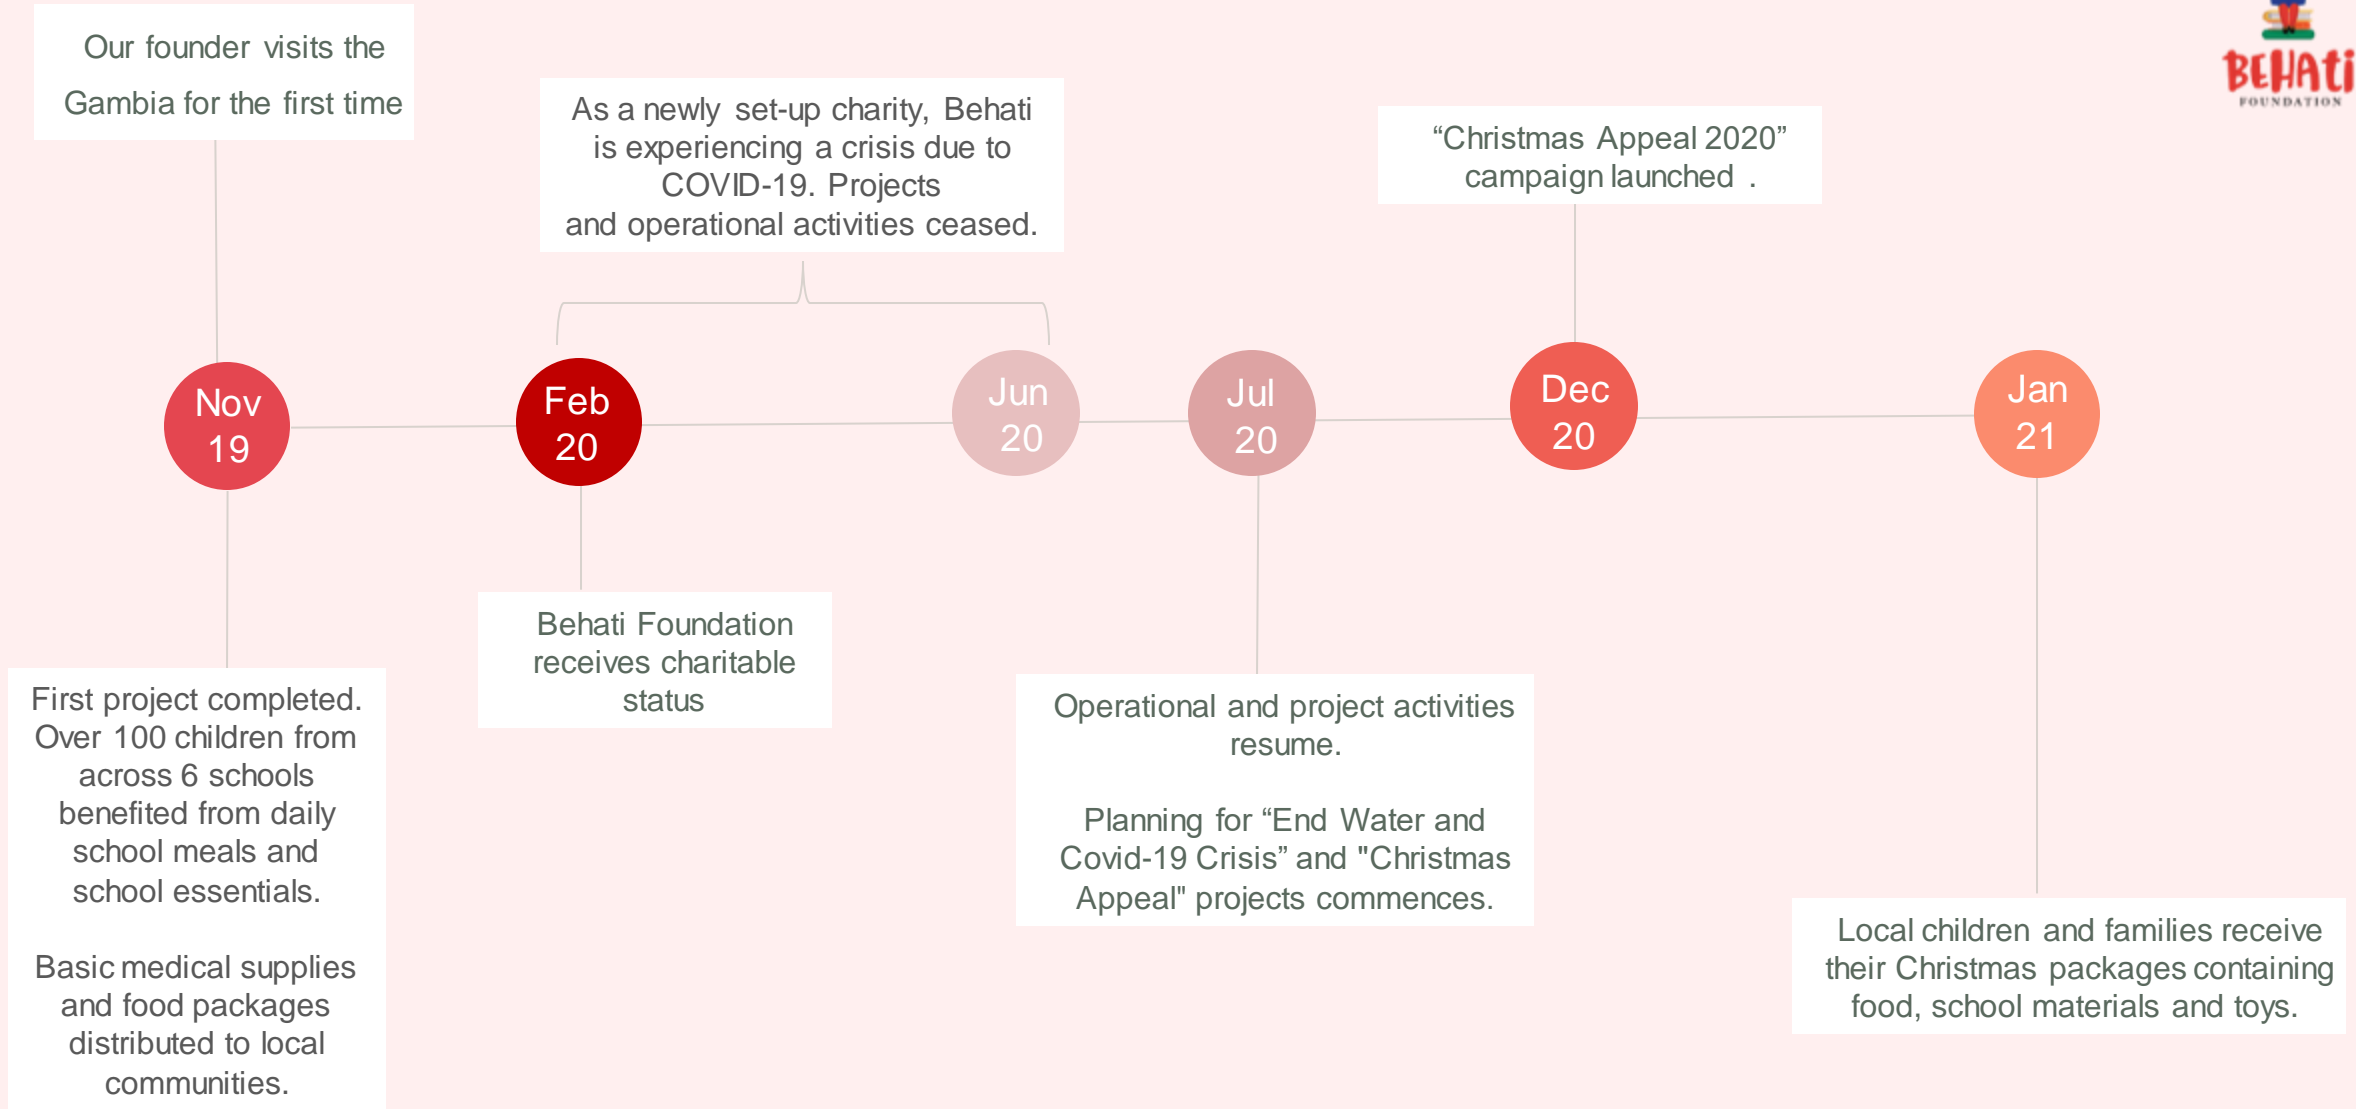 Our founder visits the
Gambia for the first time
As a newly set-up charity, Behati
is experiencing a crisis due to
COVID-19. Projects
and operational activities ceased.
“Christmas Appeal 2020”
campaign launched .
BEHATi
FOUNDATION
Nov
19
Feb
20
Jun
20
Jul
20
Dec
20
Jan
21
First project completed.
Over 100 children from
across 6 schools
benefited from daily
school meals and
school essentials.
Basic medical supplies
and food packages
distributed to local
communities.
Behati Foundation
receives charitable
status
Operational and project activities
resume.
Planning for “End Water and
Covid-19 Crisis” and "Christmas
Appeal" projects commences.
Local children and families receive
their Christmas packages containing
food, school materials and toys.